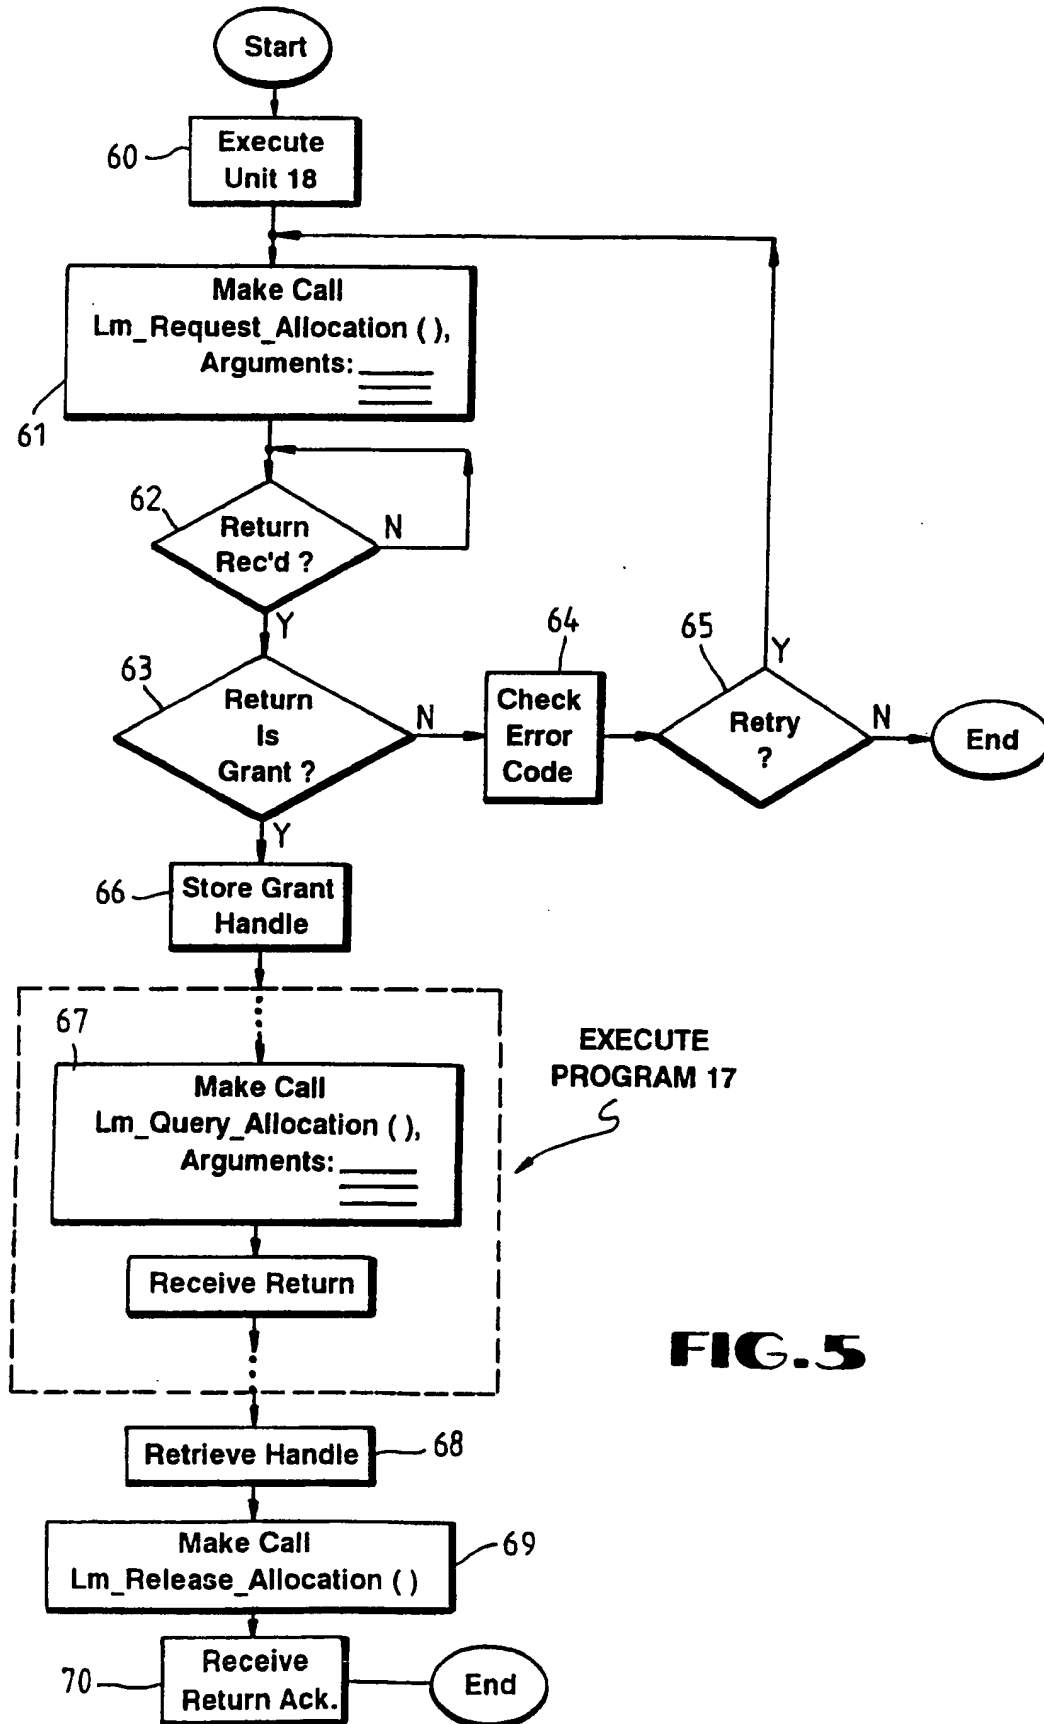 Start
60
Execute
Unit 18
Make Call
Lm_Request_Allocation ( ),
Arguments:
61
62
Return
Rec'd ?
N
Y
63
Return
Is
Grant ?
N
64
Check
Error
Code
65
Retry
?
Y
N
End
Y
66
Store Grant
Handle
67
Make Call
Lm_Query_Allocation ( ),
Arguments:
Receive Return
EXECUTE
PROGRAM 17
FIG.5
Retrieve Handle
68
Make Call
Lm_Release_Allocation ( )
69
70
Receive
Return Ack.
End